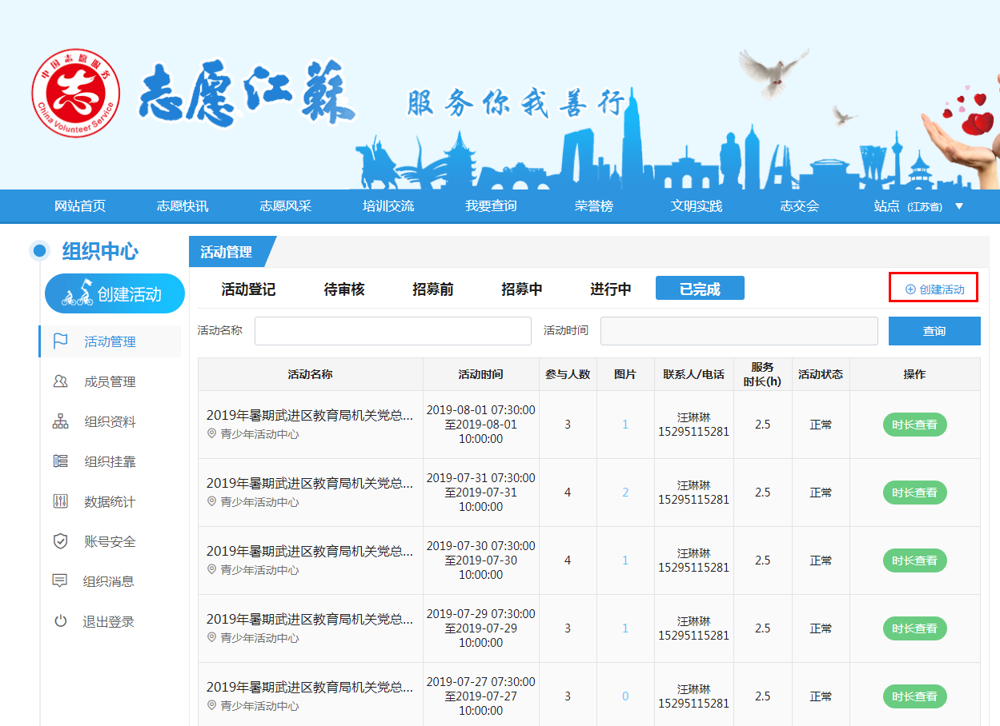 中国志愿服务
志
China Volunteer Service
志愿江蘇
服务你我善行
网站首页 志愿快讯 志愿风采 培训交流 我要查询 荣誉榜 文明实践 志交会 站点 (江苏省) ▼
组织中心
创建活动
活动管理
成员管理
组织资料
组织挂靠
数据统计
账号安全
组织消息
退出登录
活动管理
活动登记 待审核 招募前 招募中 进行中 已完成 创建活动
活动名称 活动时间 查询
活动名称 活动时间 参与人数 图片 联系人/电话 服务 活动状态 操作
时长(h)
2019年暑期武进区教育局机关党总...
青少年活动中心
2019-08-01 07:30:00
至2019-08-01
10:00:00
3
1
汪琳琳
15295115281
2.5
正常
时长查看
2019年暑期武进区教育局机关党总...
青少年活动中心
2019-07-31 07:30:00
至2019-07-31
10:00:00
4
2
汪琳琳
15295115281
2.5
正常
时长查看
2019年暑期武进区教育局机关党总...
青少年活动中心
2019-07-30 07:30:00
至2019-07-30
10:00:00
4
1
汪琳琳
15295115281
2.5
正常
时长查看
2019年暑期武进区教育局机关党总...
青少年活动中心
2019-07-29 07:30:00
至2019-07-29
10:00:00
3
1
汪琳琳
15295115281
2.5
正常
时长查看
2019年暑期武进区教育局机关党总...
青少年活动中心
2019-07-27 07:30:00
至2019-07-27
10:00:00
3
0
汪琳琳
15295115281
2.5
正常
时长查看